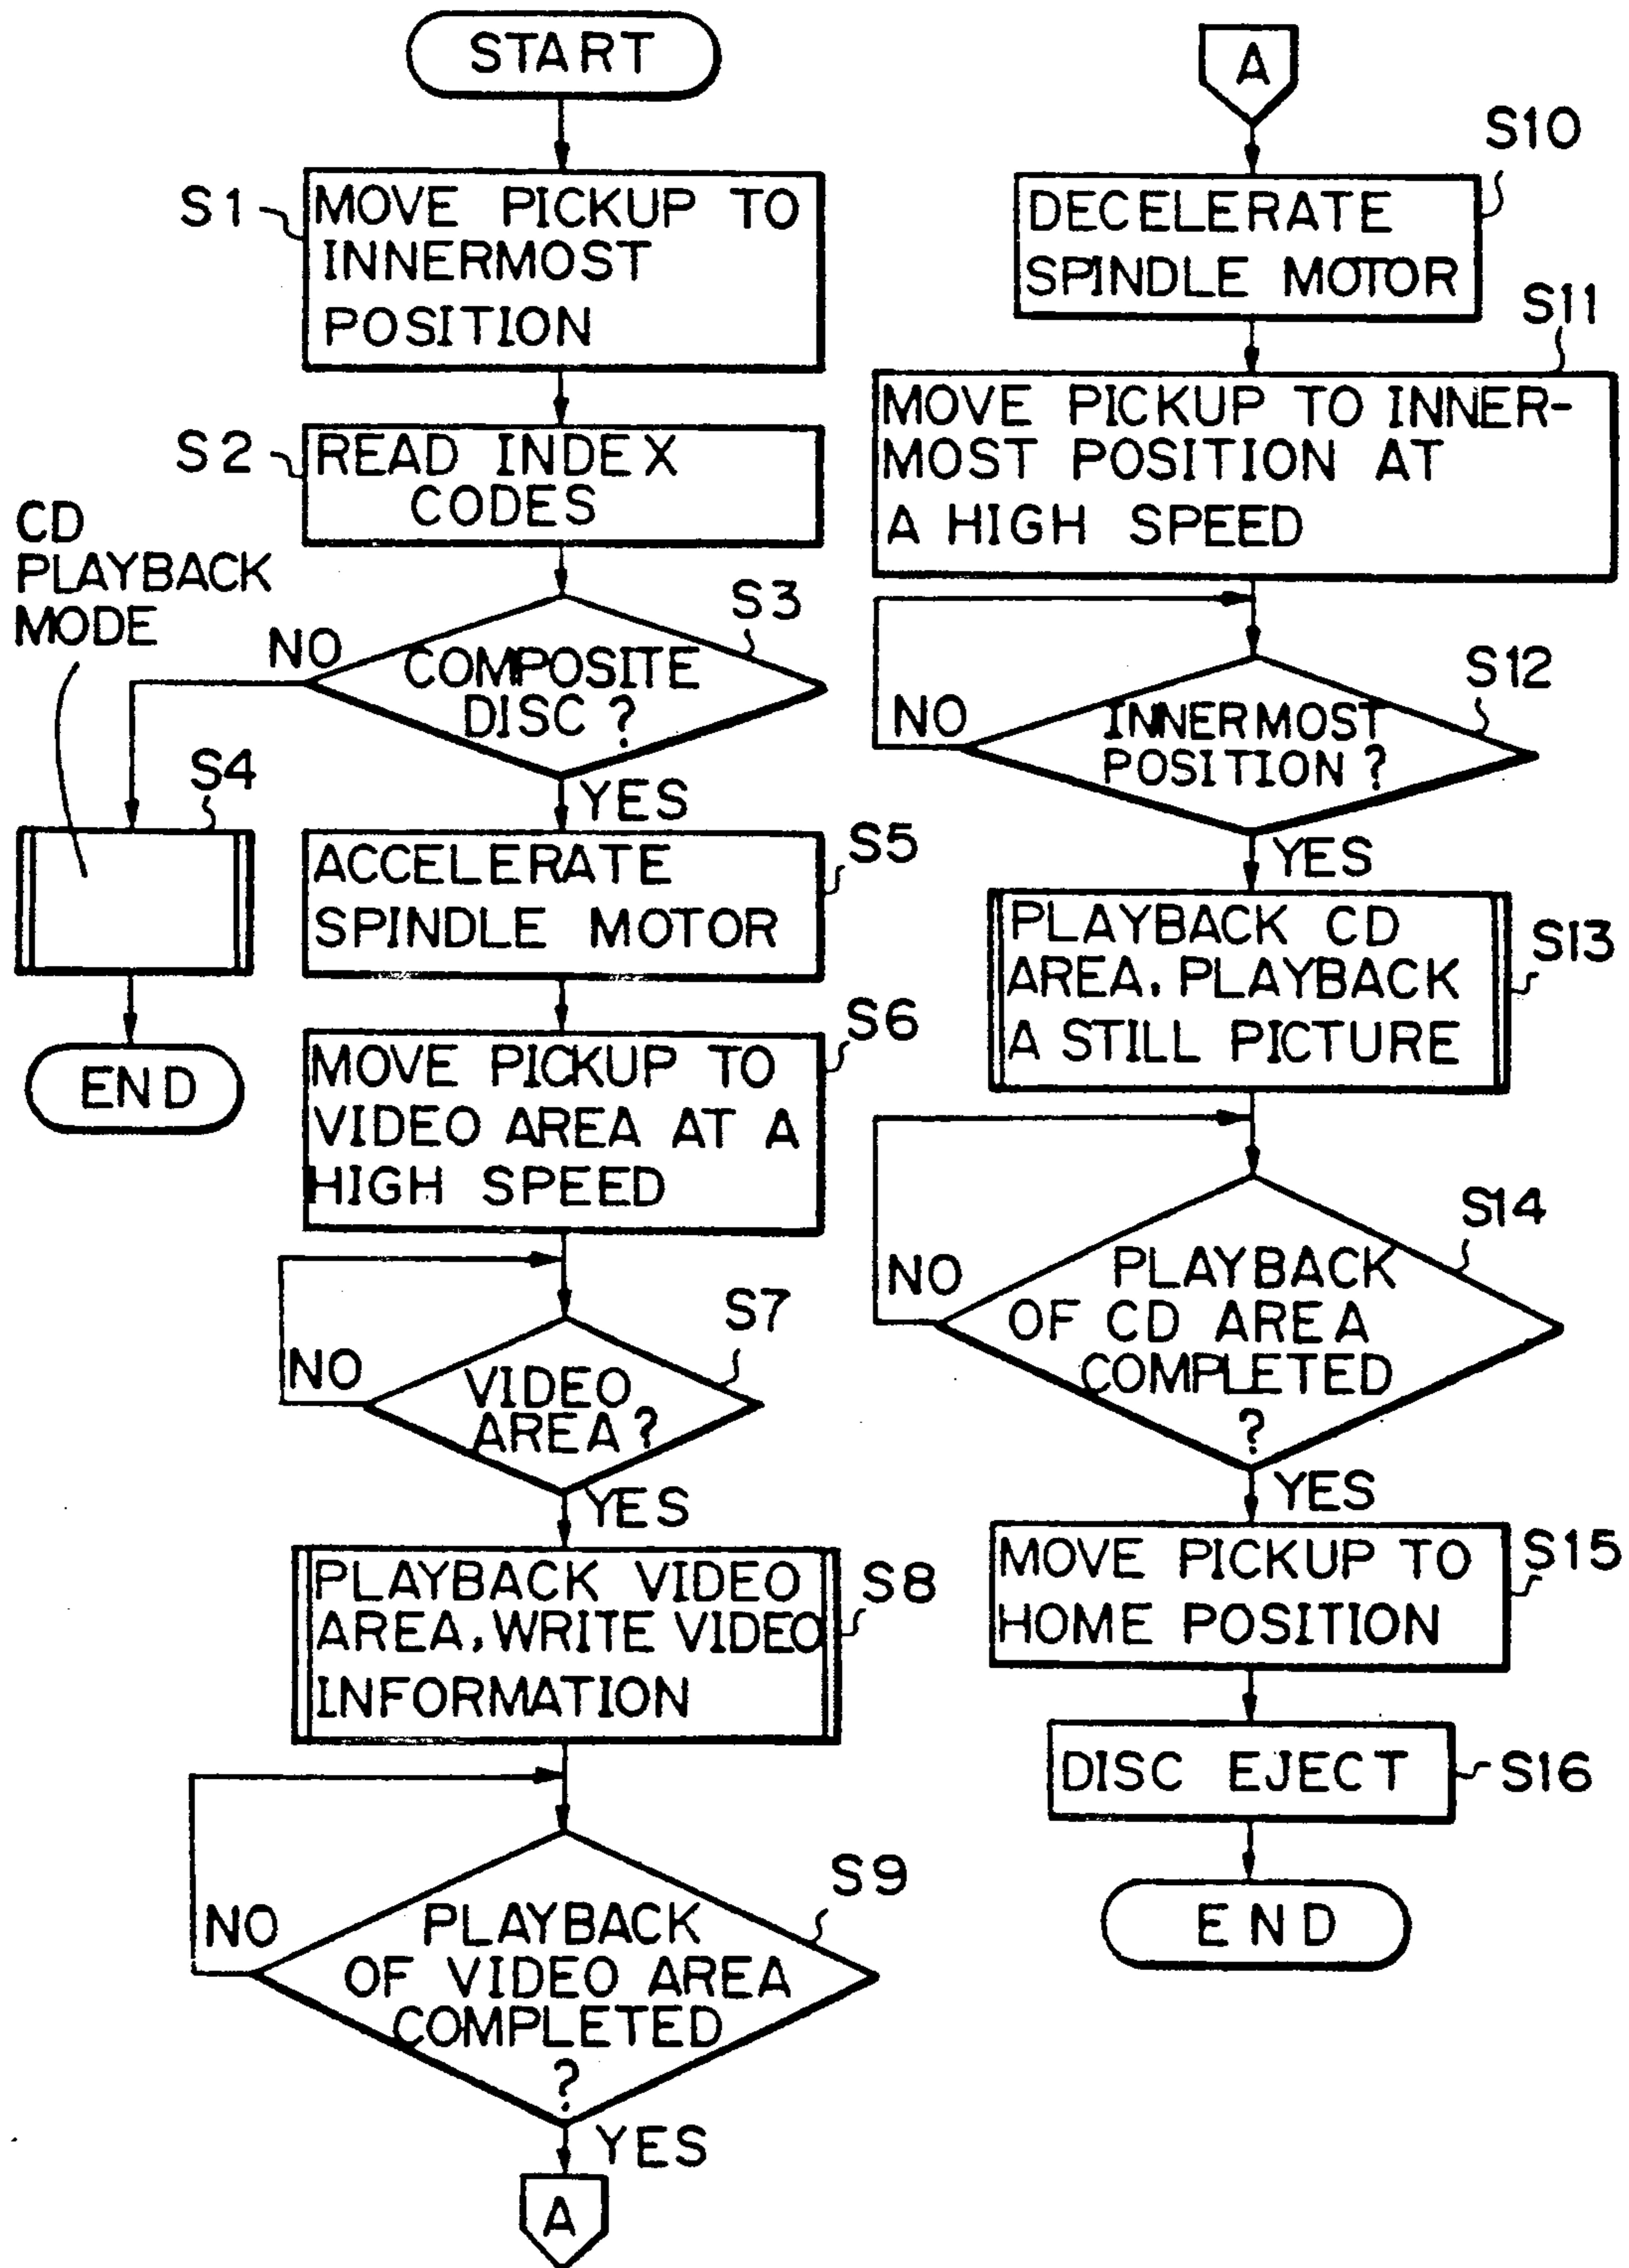 START
S1
MOVE PICKUP TO
INNERMOST
POSITION
S2
READ INDEX
CODES
CD
PLAYBACK
MODE
S3
NO
COMPOSITE
DISC ?
YES
S4
END
S5
ACCELERATE
SPINDLE MOTOR
S6
MOVE PICKUP TO
VIDEO AREA AT A
HIGH SPEED
S7
NO
VIDEO
AREA ?
YES
S8
PLAYBACK VIDEO
AREA, WRITE VIDEO
INFORMATION
S9
NO
PLAYBACK
OF VIDEO AREA
COMPLETED
?
YES
A
A
S10
DECELERATE
SPINDLE MOTOR
S11
MOVE PICKUP TO INNER-
MOST POSITION AT
A HIGH SPEED
S12
NO
INNERMOST
POSITION ?
YES
S13
PLAYBACK CD
AREA, PLAYBACK
A STILL PICTURE
S14
NO
PLAYBACK
OF CD AREA
COMPLETED
?
YES
S15
MOVE PICKUP TO
HOME POSITION
DISC EJECT
S16
END